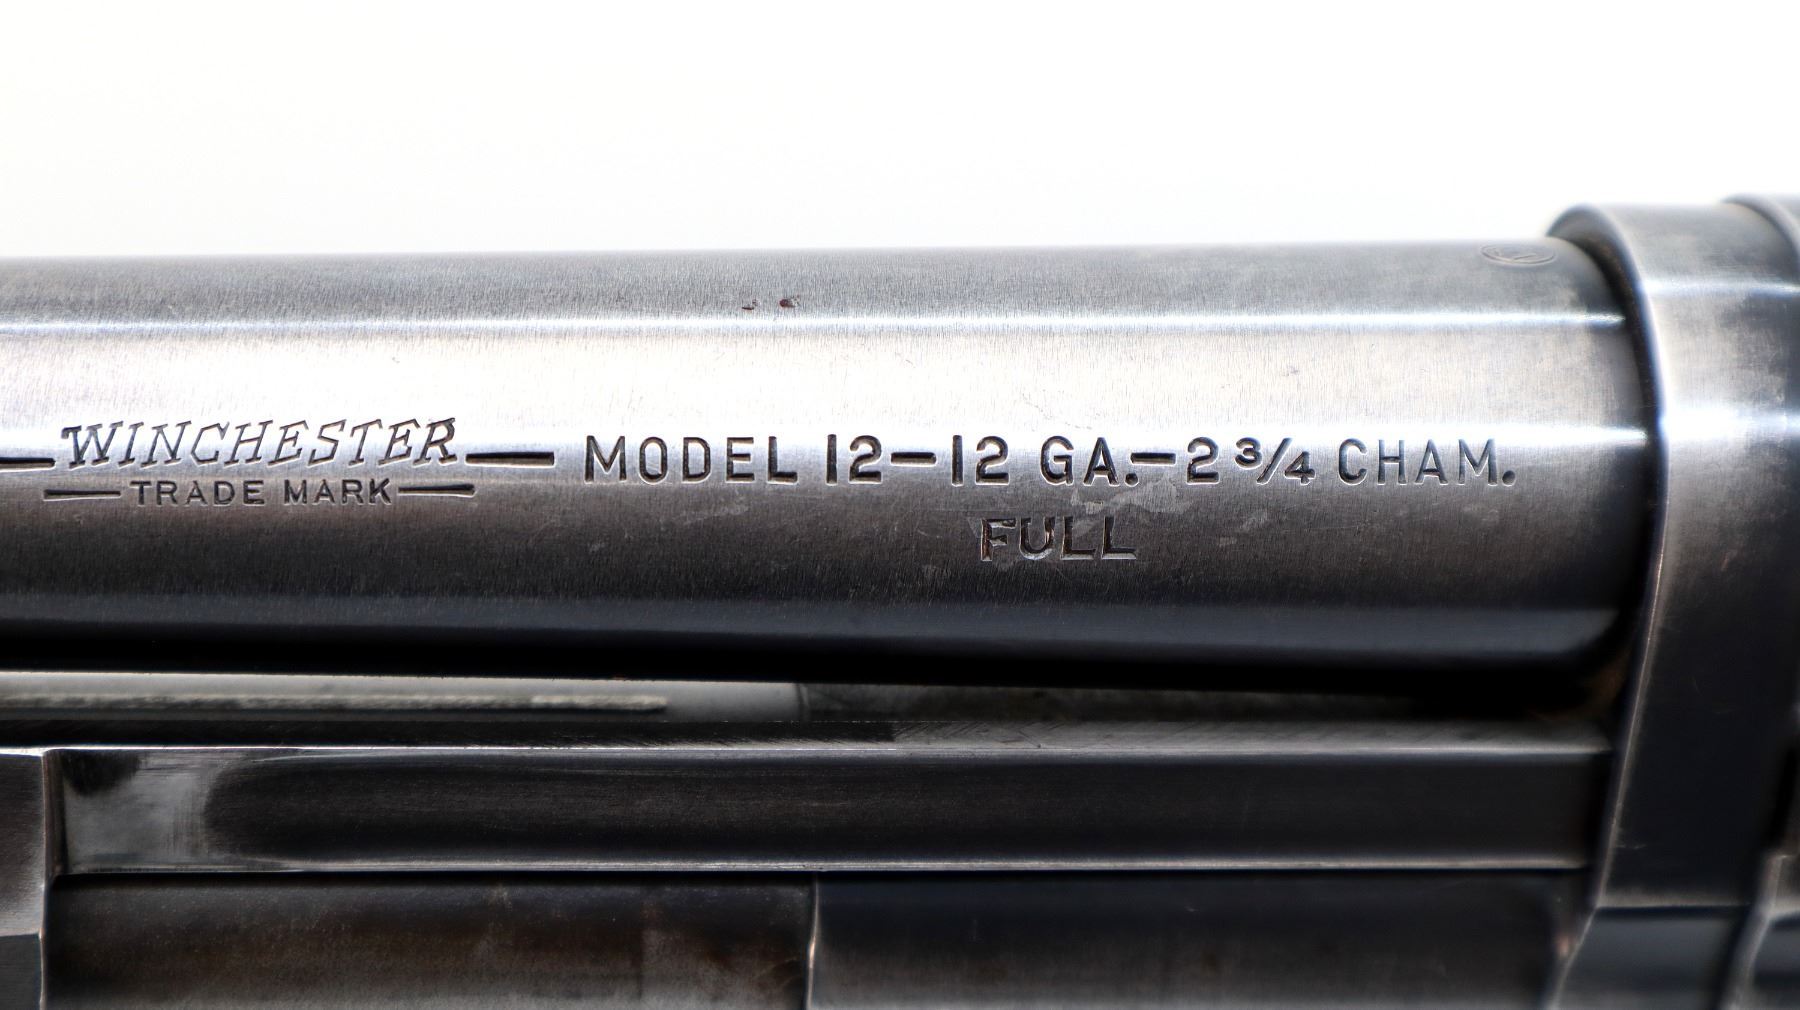 WINCHESTER
TRADE MARK
MODEL 12-12 GA.-2 3/4 CHAM.
FULL